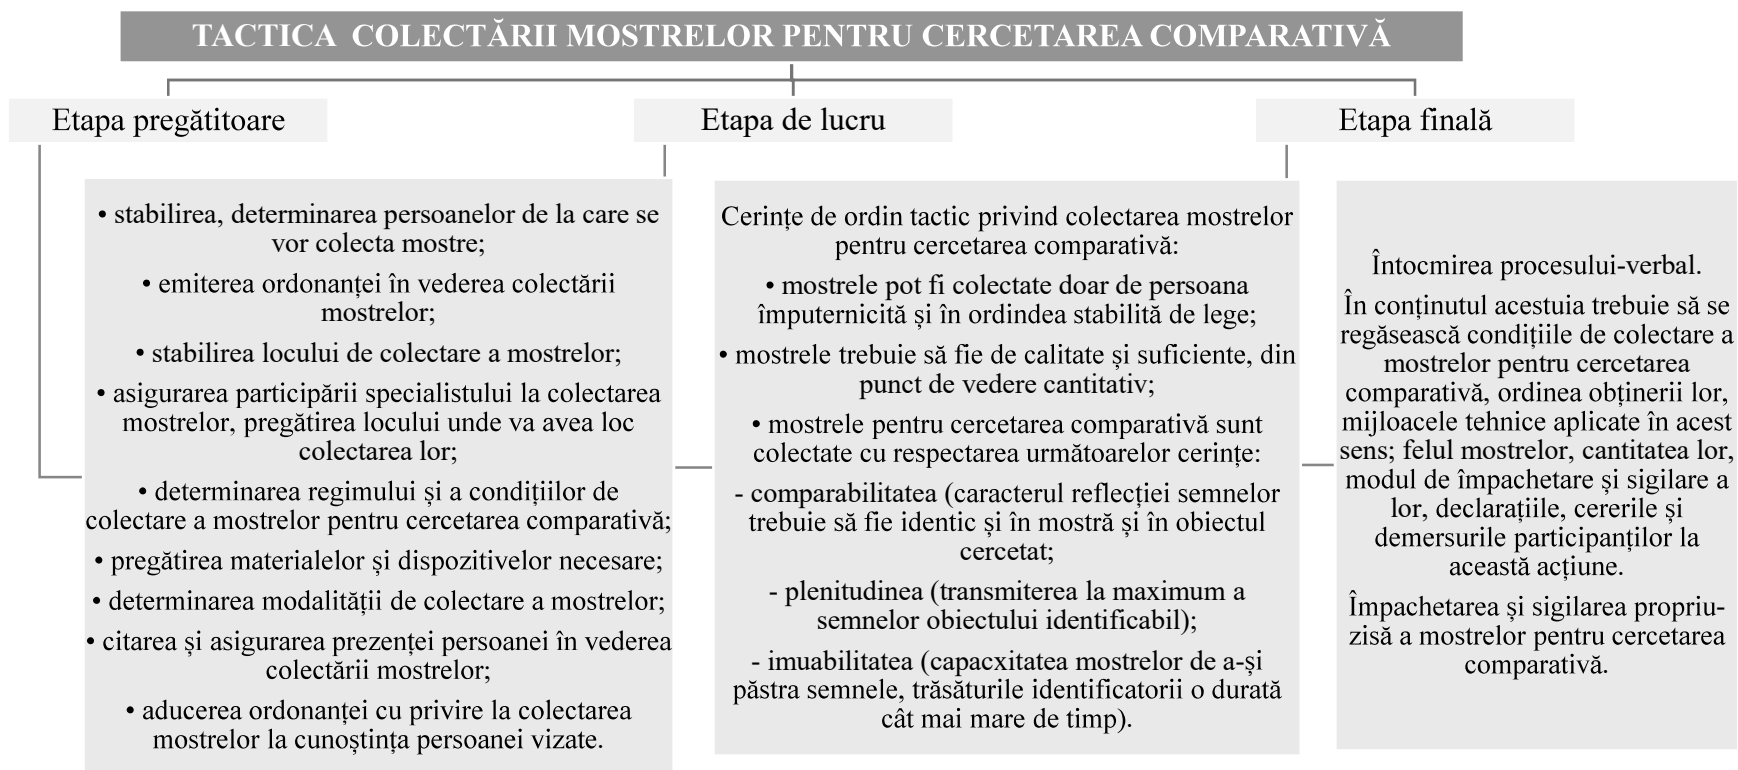 TACTICA COLECTĂRII MOSTRELOR PENTRU CERCETAREA COMPARATIVĂ
Etapa pregătitoare
• stabilirea, determinarea persoanelor de la care se
vor colecta mostre;
• emiterea ordonanței în vederea colectării
mostrelor;
• stabilirea locului de colectare a mostrelor;
• asigurarea participării specialistului la colectarea
mostrelor, pregătirea locului unde va avea loc
colectarea lor;
• determinarea regimului și a condițiilor de
colectare a mostrelor pentru cercetarea comparativă;
• pregătirea materialelor și dispozitivelor necesare;
• determinarea modalității de colectare a mostrelor;
• citarea și asigurarea prezenței persoanei în vederea
colectării mostrelor;
• aducerea ordonanței cu privire la colectarea
mostrelor la cunoștința persoanei vizate.
Etapa de lucru
Cerințe de ordin tactic privind colectarea mostrelor
pentru cercetarea comparativă:
• mostrele pot fi colectate doar de persoana
împuternicită și în ordindea stabilită de lege;
• mostrele trebuie să fie de calitate și suficiente, din
punct de vedere cantitativ;
• mostrele pentru cercetarea comparativă sunt
colectate cu respectarea următoarelor cerințe:
- comparabilitatea (caracterul reflecției semnelor
trebuie să fie identic și în mostră și în obiectul
cercetat;
- plenitudinea (transmiterea la maximum a
semnelor obiectului identificabil);
- imuabilitatea (capacxitatea mostrelor de a-și
păstra semnele, trăsăturile identificatorii o durată
cât mai mare de timp).
Etapa finală
Întocmirea procesului-verbal.
În conținutul acestuia trebuie să se
regăsească condițiile de colectare a
mostrelor pentru cercetarea
comparativă, ordinea obținerii lor,
mijloacele tehnice aplicate în acest
sens; felul mostrelor, cantitatea lor,
modul de împachetare și sigilare a
lor, declarațiile, cererile și
demersurile participanților la
această acțiune.
Împachetarea și sigilarea propriu-
zisă a mostrelor pentru cercetarea
comparativă.